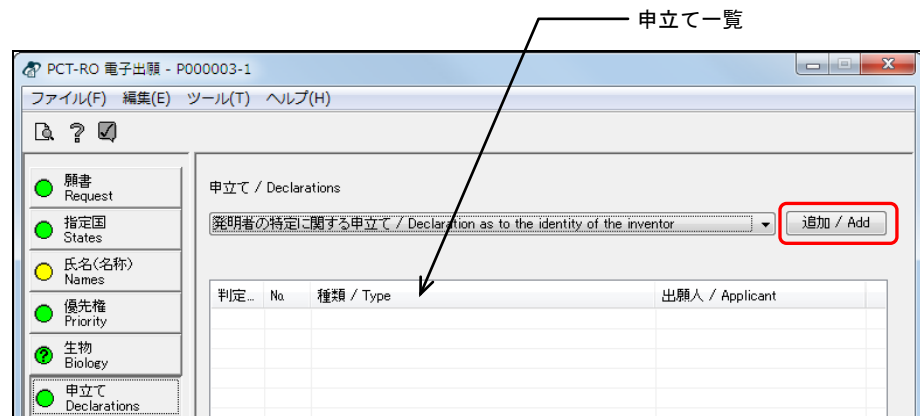 申立て一覧
PCT-RO 電子出願 - P000003-1
ファイル(F) 編集(E) ツール(T) ヘルプ(H)
願書
Request
指定国
States
氏名(名称)
Names
優先権
Priority
生物
Biology
申立て
Declarations
申立て / Declarations
発明者の特定に関する申立て / Declaration as to the identity of the inventor
追加 / Add
判定... No. 種類 / Type 出願人 / Applicant